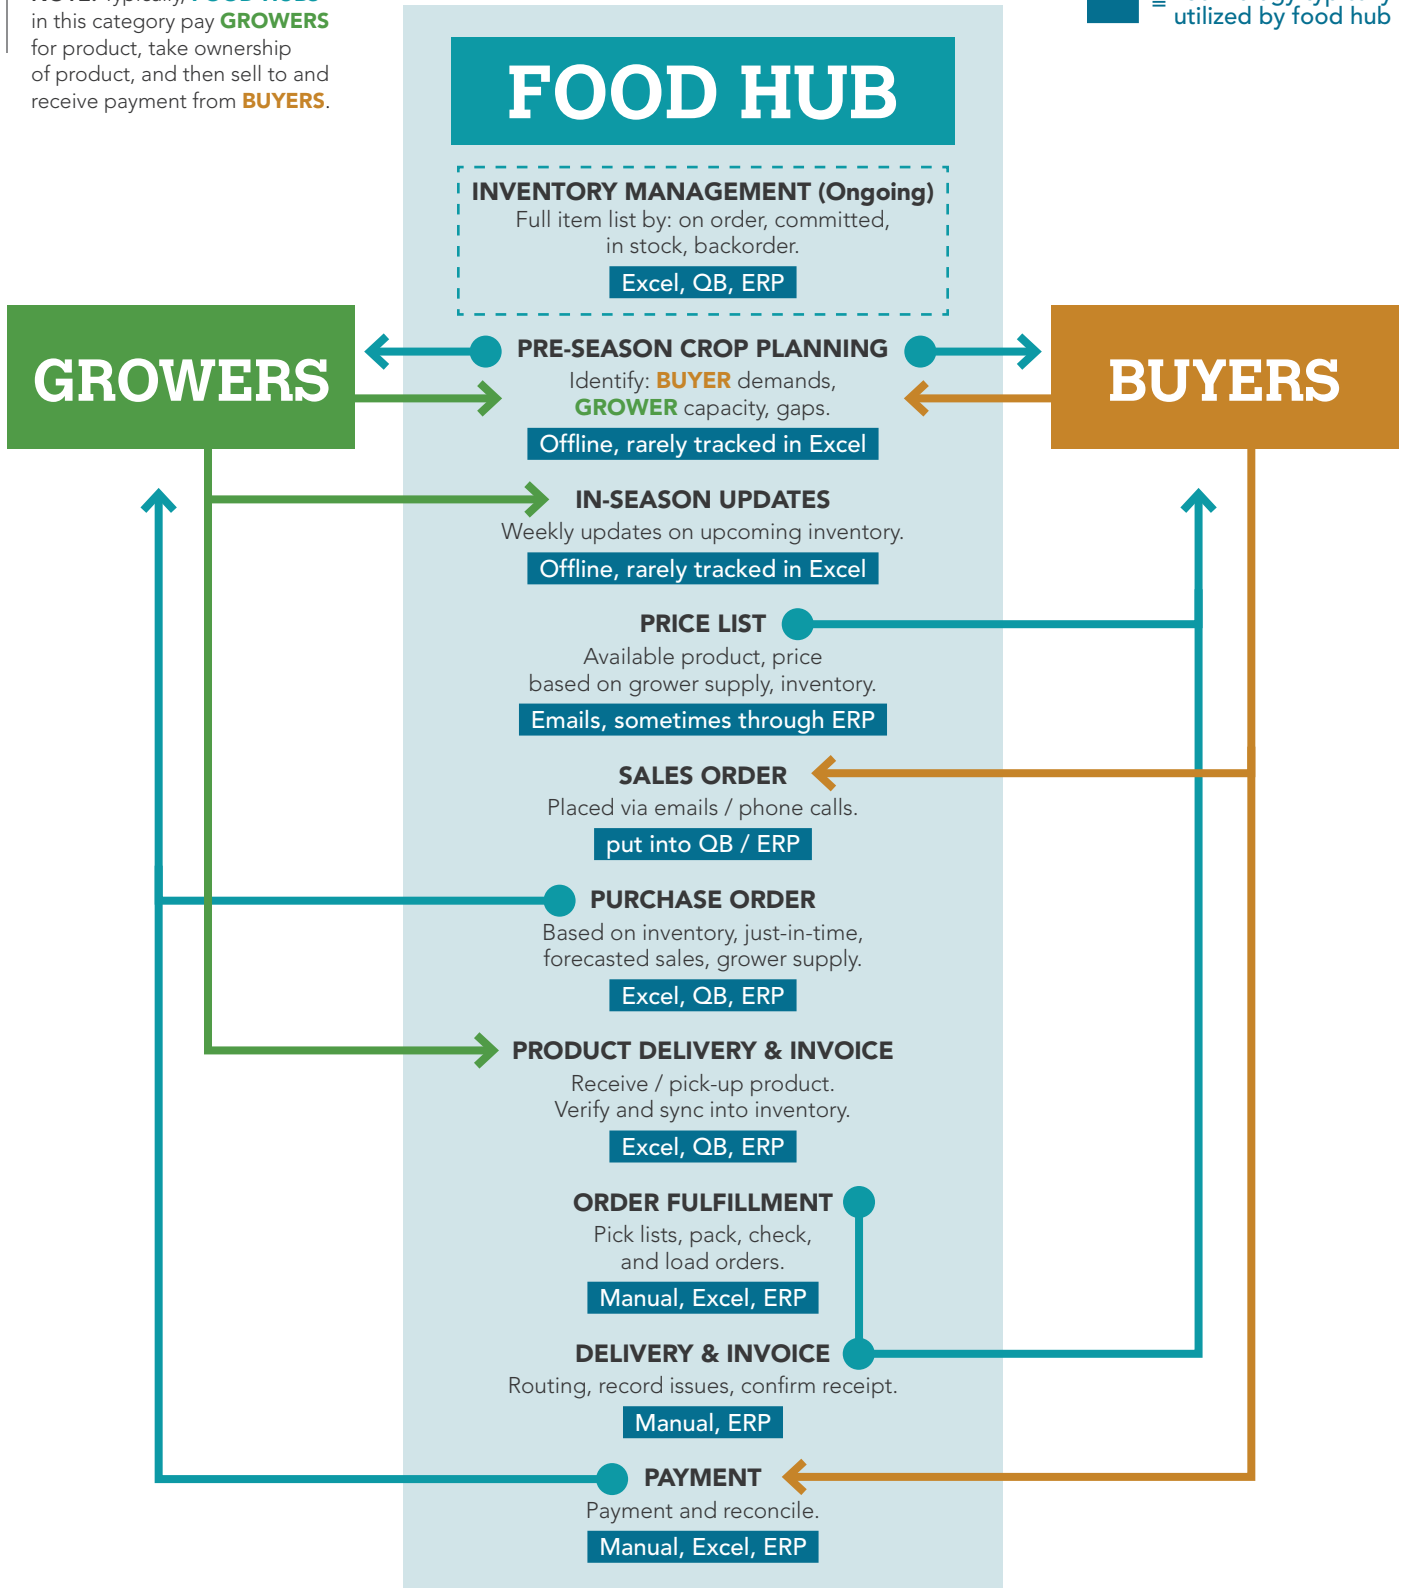 in this category pay GROWERS
for product, take ownership
of product, and then sell to and
receive payment from BUYERS.
utilized by food hub
FOOD HUB
INVENTORY MANAGEMENT (Ongoing)
Full item list by: on order, committed,
in stock, backorder.
Excel, QB, ERP
GROWERS
BUYERS
PRE-SEASON CROP PLANNING
Identify: BUYER demands,
GROWER capacity, gaps.
Offline, rarely tracked in Excel
IN-SEASON UPDATES
Weekly updates on upcoming inventory.
Offline, rarely tracked in Excel
PRICE LIST
Available product, price
based on grower supply, inventory.
Emails, sometimes through ERP
SALES ORDER
Placed via emails / phone calls.
put into QB / ERP
PURCHASE ORDER
Based on inventory, just-in-time,
forecasted sales, grower supply.
Excel, QB, ERP
PRODUCT DELIVERY & INVOICE
Receive / pick-up product.
Verify and sync into inventory.
Excel, QB, ERP
ORDER FULFILLMENT
Pick lists, pack, check,
and load orders.
Manual, Excel, ERP
DELIVERY & INVOICE
Routing, record issues, confirm receipt.
Manual, ERP
PAYMENT
Payment and reconcile.
Manual, Excel, ERP